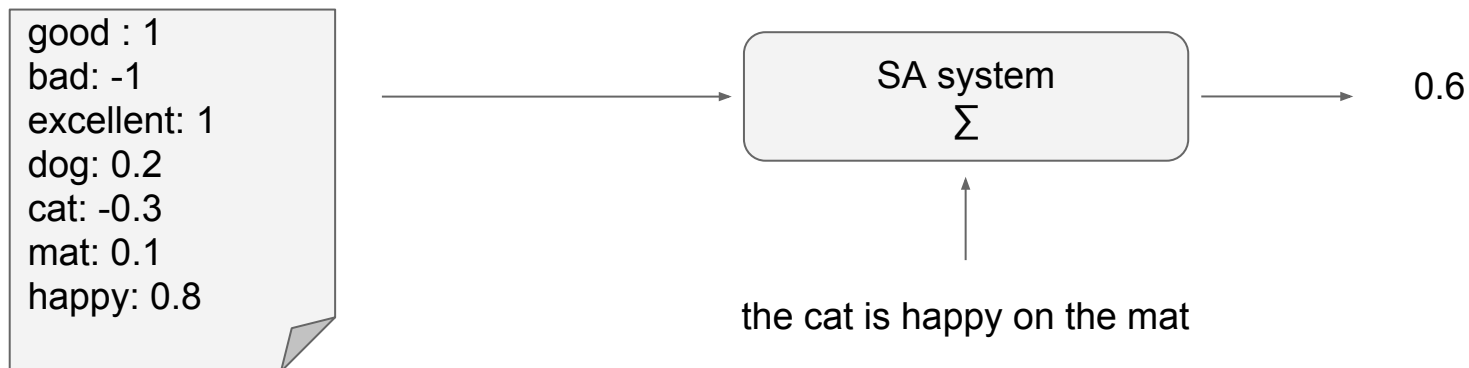 good : 1
bad: -1
excellent: 1
dog: 0.2
cat: -0.3
mat: 0.1
happy: 0.8
SA system
∑
0.6
the cat is happy on the mat